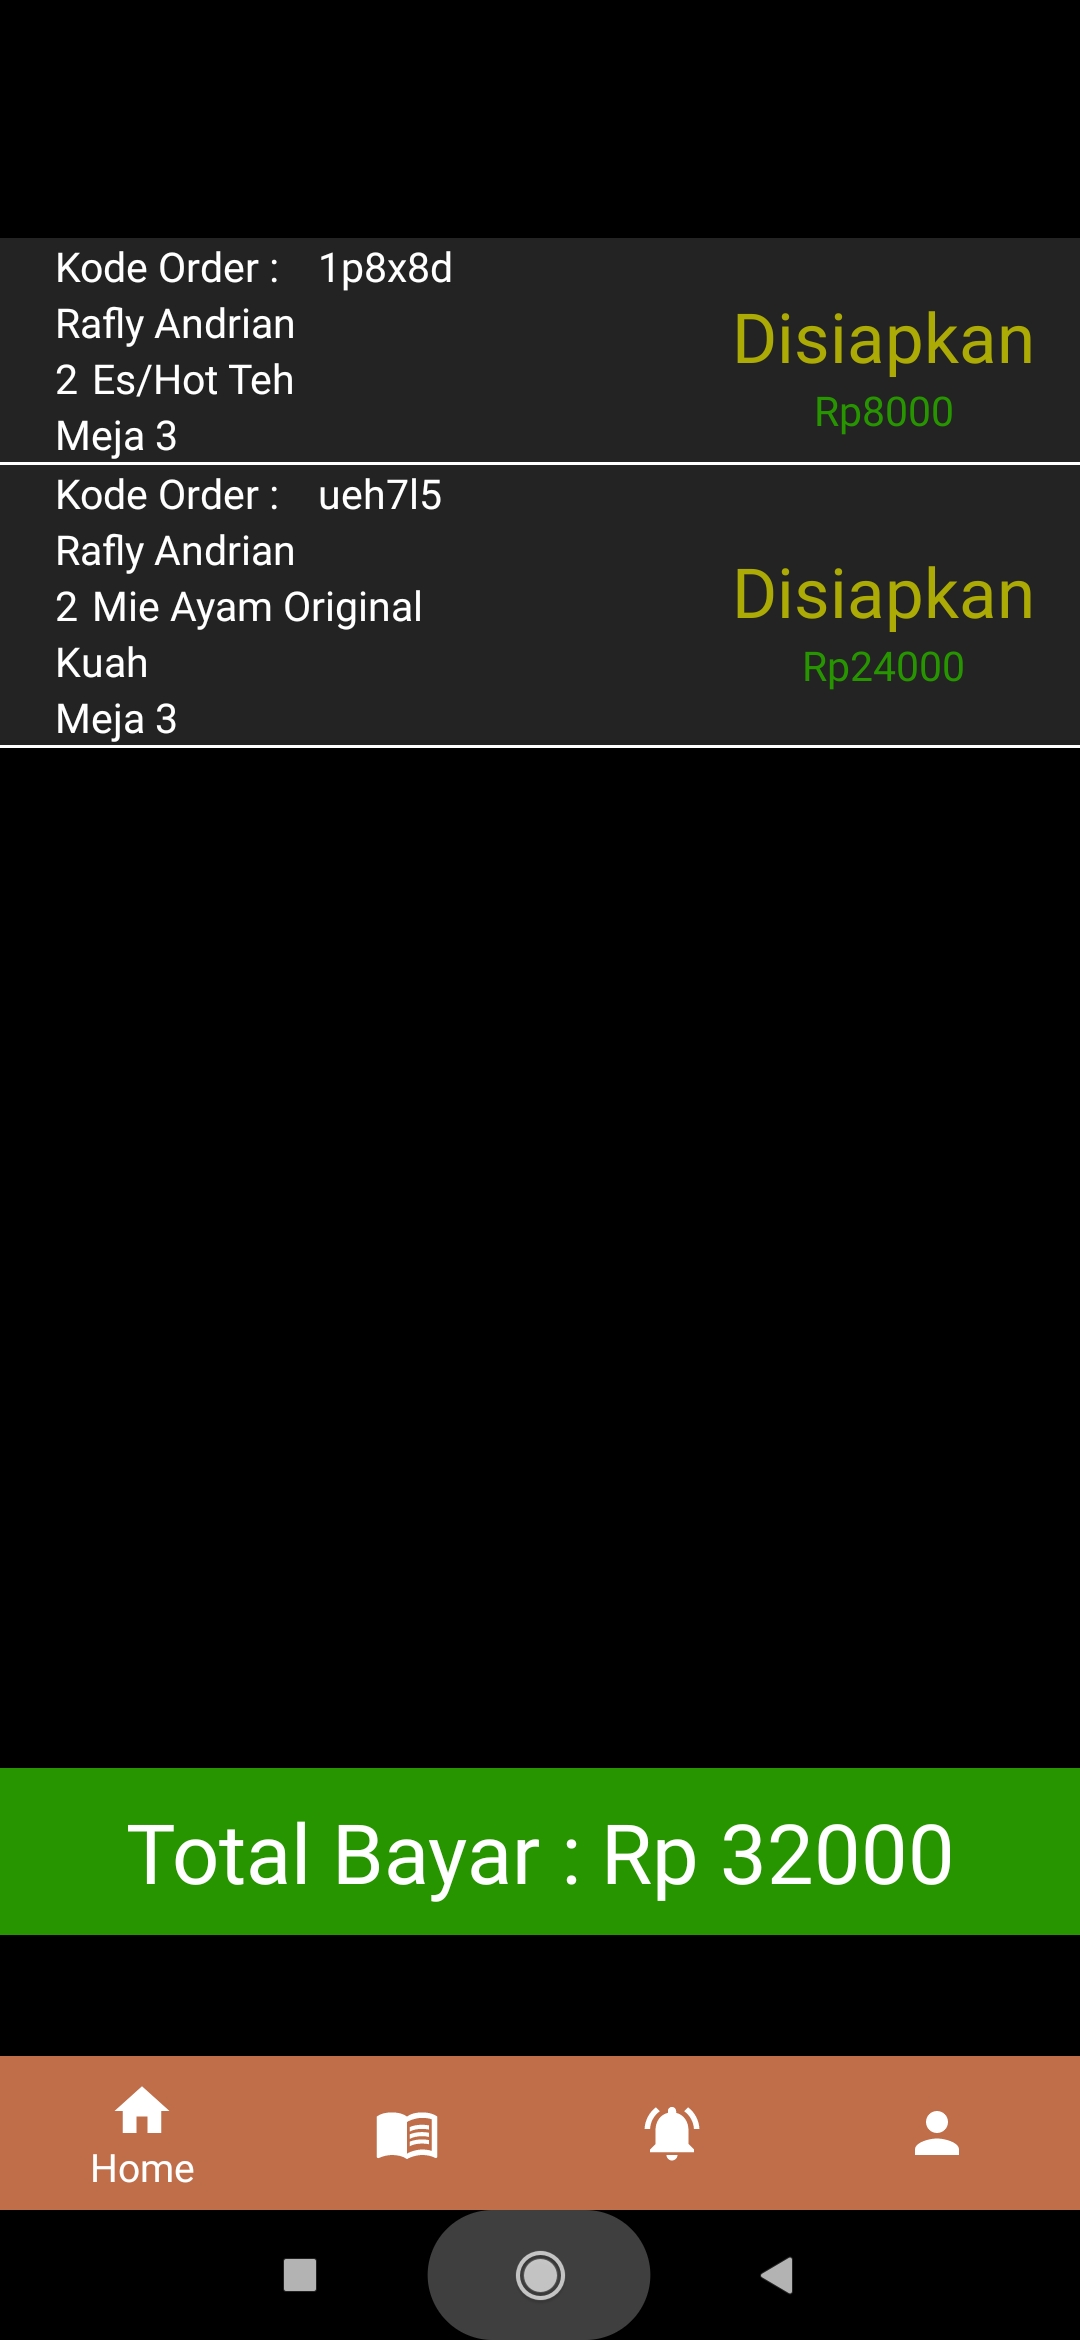 Kode Order : 1p8x8d
Rafly Andrian
2 Es/Hot Teh
Meja 3
Disiapkan
Rp8000
Kode Order : ueh7l5
Rafly Andrian
2 Mie Ayam Original
Kuah
Meja 3
Disiapkan
Rp24000
Total Bayar : Rp 32000
Home